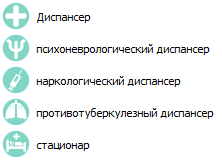 Диспансер
психоневрологический диспансер
наркологический диспансер
противотуберкулезный диспансер
стационар